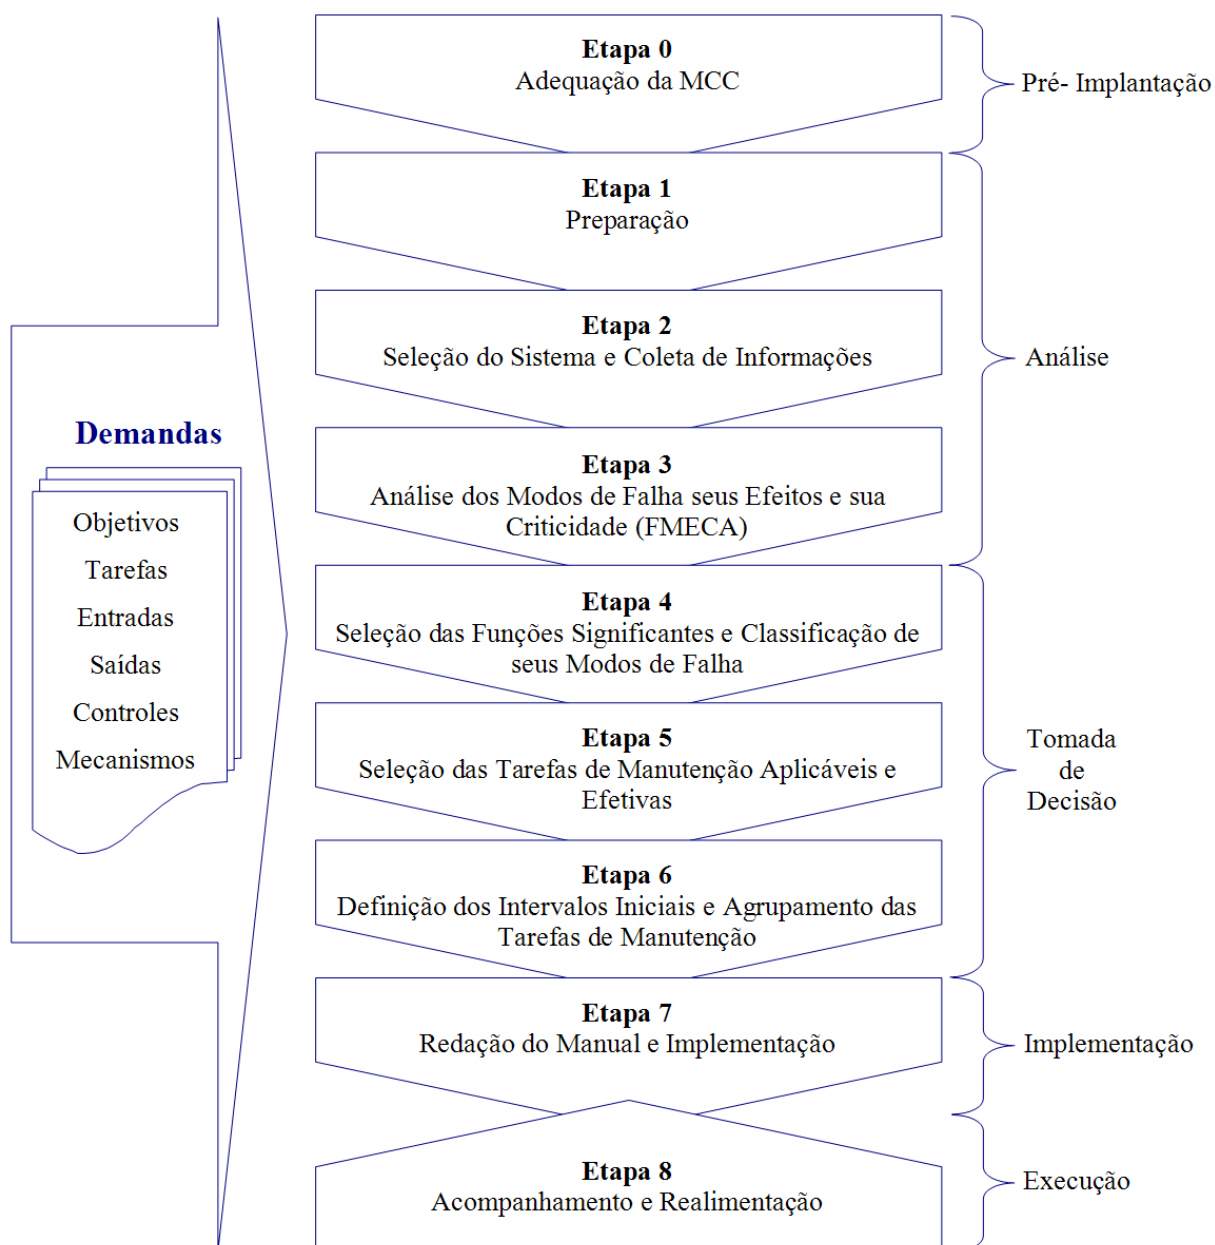 Demandas
Objetivos
Tarefas
Entradas
Saídas
Controles
Mecanismos
Etapa 0
Adequação da MCC
Pré- Implantação
Etapa 1
Preparação
Etapa 2
Seleção do Sistema e Coleta de Informações
Etapa 3
Análise dos Modos de Falha seus Efeitos e sua
Criticidade (FMECA)
Análise
Etapa 4
Seleção das Funções Significantes e Classificação de
seus Modos de Falha
Etapa 5
Seleção das Tarefas de Manutenção Aplicáveis e
Efetivas
Etapa 6
Definição dos Intervalos Iniciais e Agrupamento das
Tarefas de Manutenção
Tomada
de
Decisão
Etapa 7
Redação do Manual e Implementação
Implementação
Etapa 8
Acompanhamento e Realimentação
Execução